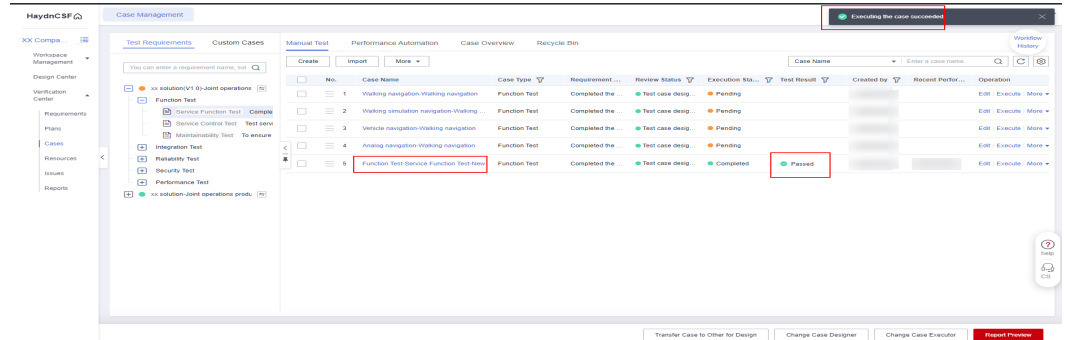 HaydnCSF
Case Management
Executing the case succeeded
XX Compa...
Workspace Management
Design Center
Verification Center
Requirements
Plans
Cases
Resources
Issues
Reports
Test Requirements Custom Cases
You can enter a requirement name, sol
xx solution(V1.0)-Joint operations
Function Test
Service Function Test Comple
Service Control Test Test servi
Maintainability Test To ensure
Integration Test
Reliability Test
Security Test
Performance Test
xx solution-Joint operations produ
Manual Test Performance Automation Case Overview Recycle Bin
Workflow History
Create Import More Case Name Enter a case name.
No. Case Name Case Type Requirement ... Review Status Execution Sta... Test Result Created by Recent Perfor... Operation
1 Walking navigation-Walking navigation Function Test Completed the ... Test case desig... Pending Edit Execute More
2 Walking simulation navigation-Walking ... Function Test Completed the ... Test case desig... Pending Edit Execute More
3 Vehicle navigation-Walking navigation Function Test Completed the ... Test case desig... Pending Edit Execute More
4 Analog navigation-Walking navigation Function Test Completed the ... Test case desig... Pending Edit Execute More
5 Function Test-Service Function Test-New Function Test Completed the ... Test case desig... Completed Passed Edit Execute More
help
CS
Transfer Case to Other for Design Change Case Designer Change Case Executor Report Preview